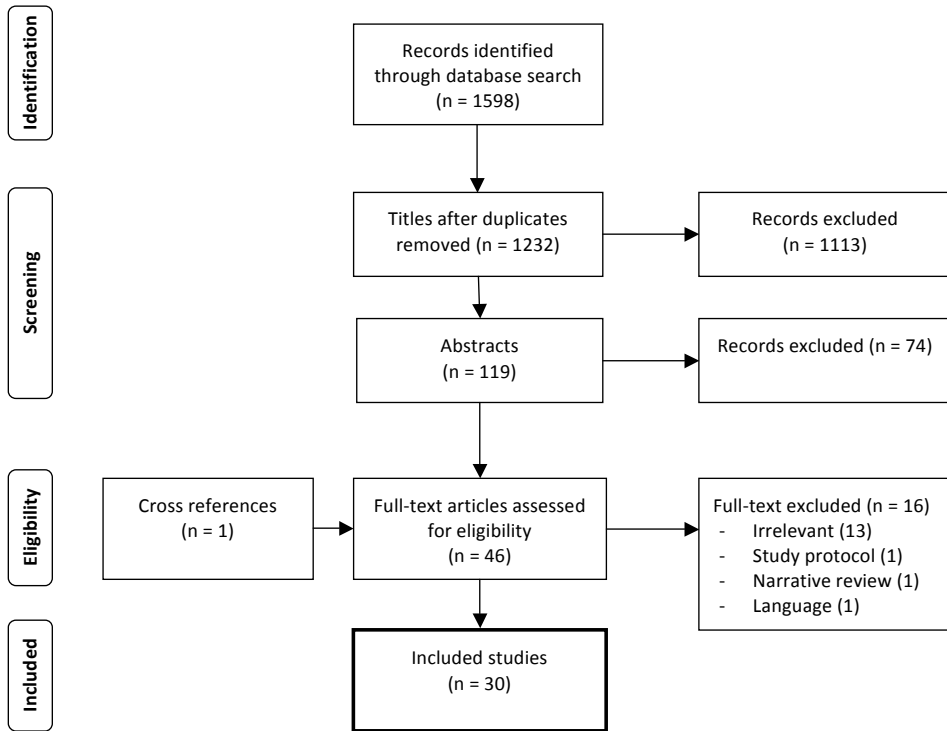 Identification
Records identified
through database search
(n = 1598)
Screening
Titles after duplicates
removed (n = 1232)
Records excluded
(n = 1113)
Abstracts
(n = 119)
Records excluded (n = 74)
Eligibility
Cross references
(n = 1)
Full-text articles assessed
for eligibility
(n = 46)
Full-text excluded (n = 16)
- Irrelevant (13)
- Study protocol (1)
- Narrative review (1)
- Language (1)
Included
Included studies
(n = 30)